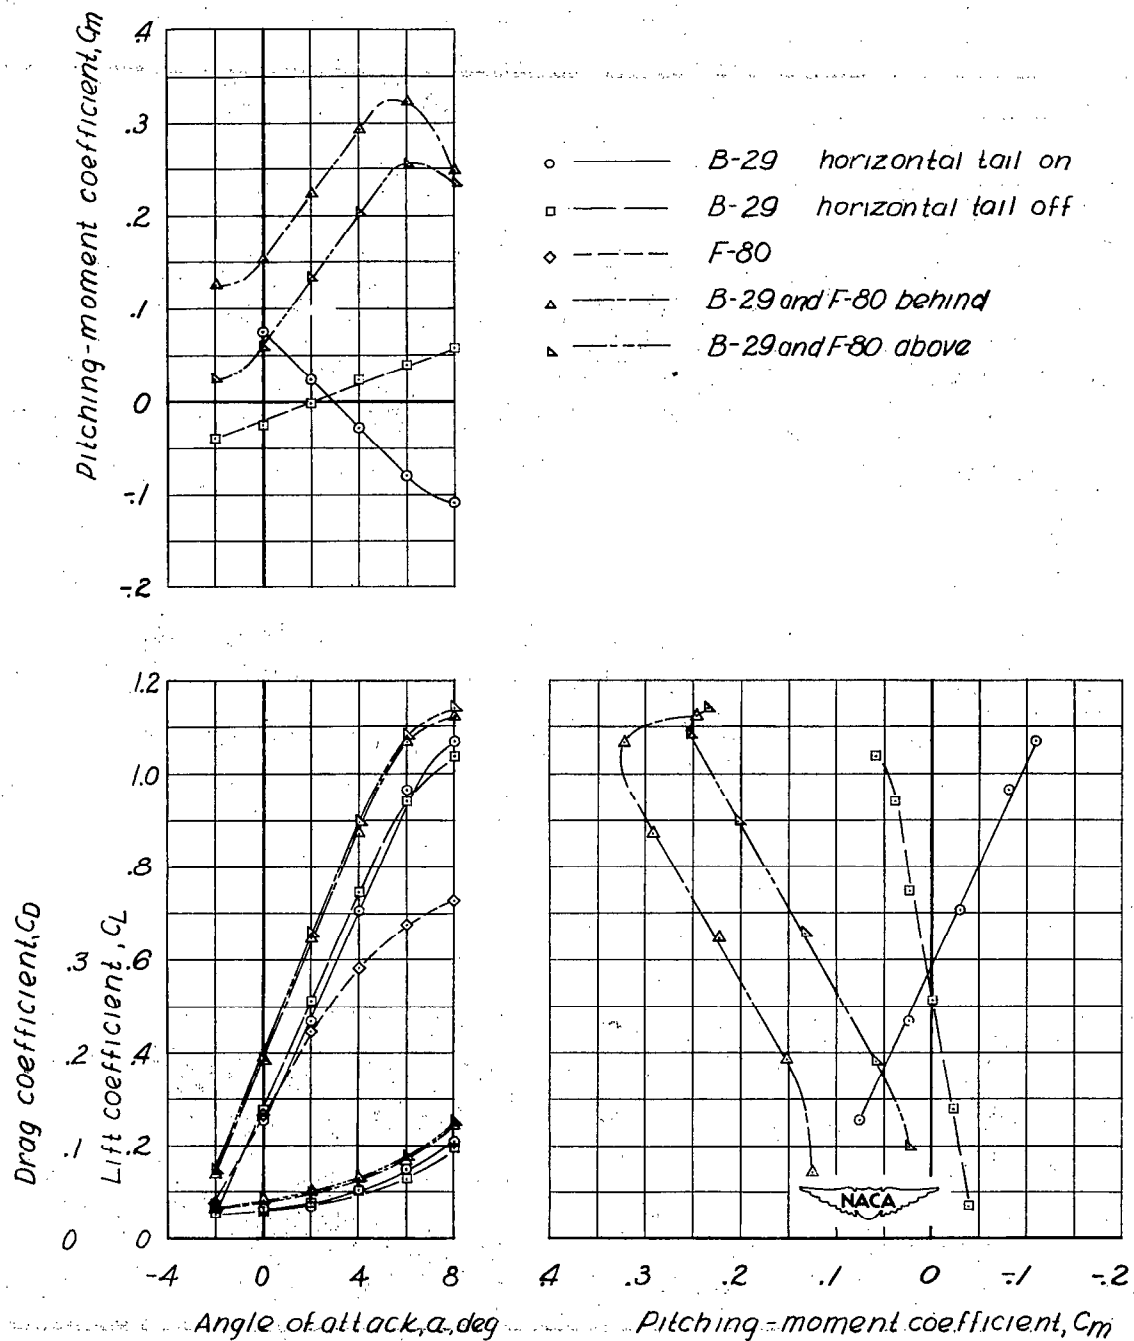 Pitching-moment coefficient, Cm
.4
.3
.2
.1
0
-.1
-.2
B-29 horizontal tail on
B-29 horizontal tail off
F-80
B-29 and F-80 behind
B-29 and F-80 above
Drag coefficient, CD
.3
.2
.1
0
Lift coefficient, CL
1.2
1.0
.8
.6
.4
.2
0
-4 0 4 8
Angle of attack, α, deg
NACA
.4 .3 .2 .1 0 -.1 -.2
Pitching-moment coefficient, Cm